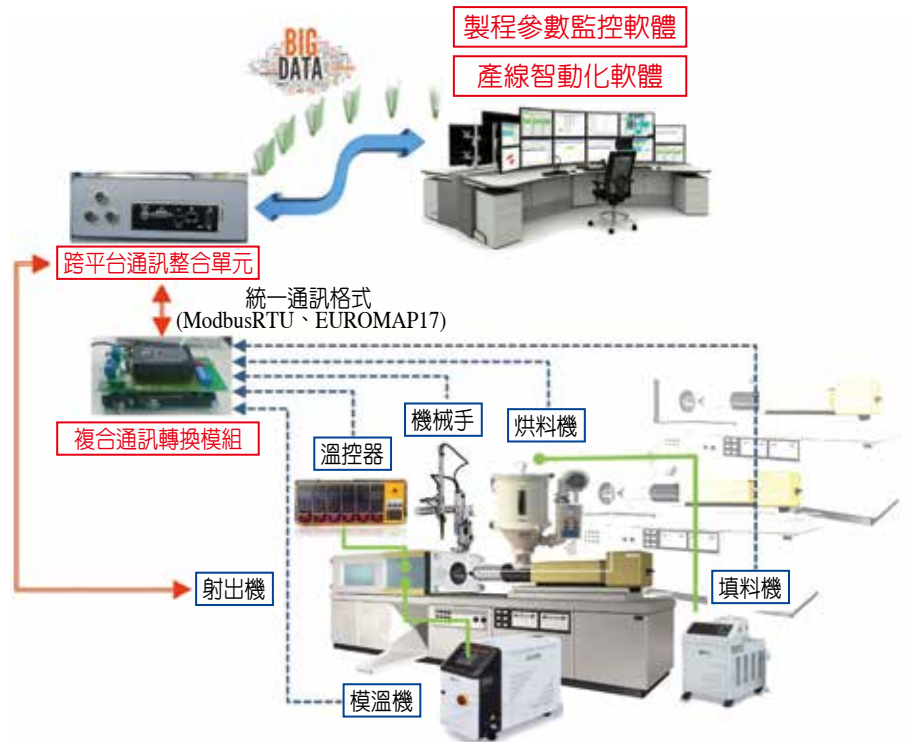 BIG
DATA
製程參數監控軟體
產線智動化軟體
跨平台通訊整合單元
統一通訊格式
(ModbusRTU、EUROMAP17)
複合通訊轉換模組
溫控器
機械手
烘料機
射出機
填料機
模溫機